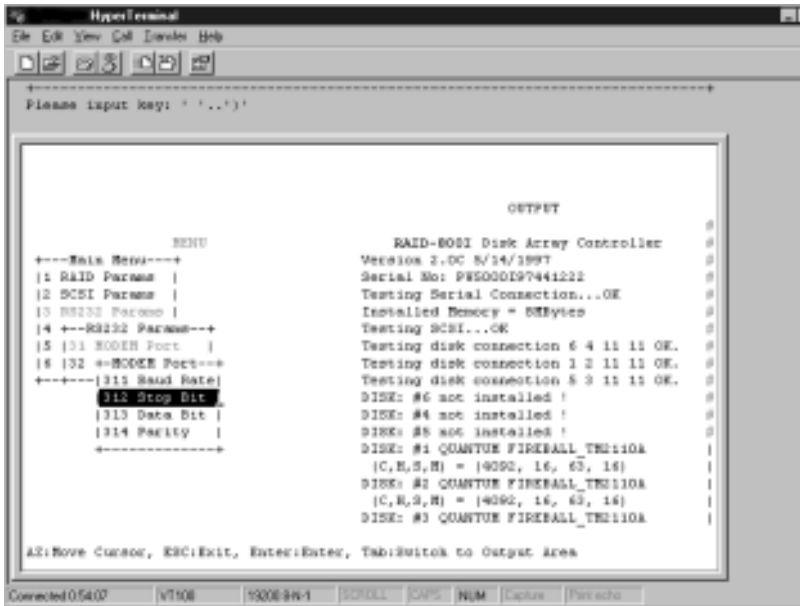 HyperTerminal
File Edit View Call Transfer Help
Please input key: ' '..')'
OUTPUT
MENU RAID-800I Disk Array Controller
+---Main Menu----+ Version 2.0C 5/14/1997
|1 RAID Params | Serial No:
|2 SCSI Params | Testing Serial Connection...OK
|3 RS232 Params | Installed Memory = 8MBytes
|4 +--RS232 Params--+ Testing SCSI...OK
|5 |31 MODEM Port | Testing disk connection 6 4 11 11 OK.
|6 |32 +-MODEM Port--+ Testing disk connection 1 2 11 11 OK.
+--+---|311 Baud Rate| Testing disk connection 5 3 11 11 OK.
|312 Stop Bit DISK: #6 not installed !
|313 Data Bit | DISK: #4 not installed !
|314 Parity | DISK: #5 not installed !
+-------------+ DISK: #1 QUANTUM FIREBALL_TM2110A
(C,H,S,M) = (4092, 16, 63, 16)
DISK: #2 QUANTUM FIREBALL_TM2110A
(C,H,S,M) = (4092, 16, 63, 16)
DISK: #3 QUANTUM FIREBALL_TM2110A
AZ:Move Cursor, ESC:Exit, Enter:Enter, Tab:Switch to Output Area
Connected 0:54:07 VT100 19200 8-N-1 SCROLL CAPS NUM Capture Print echo